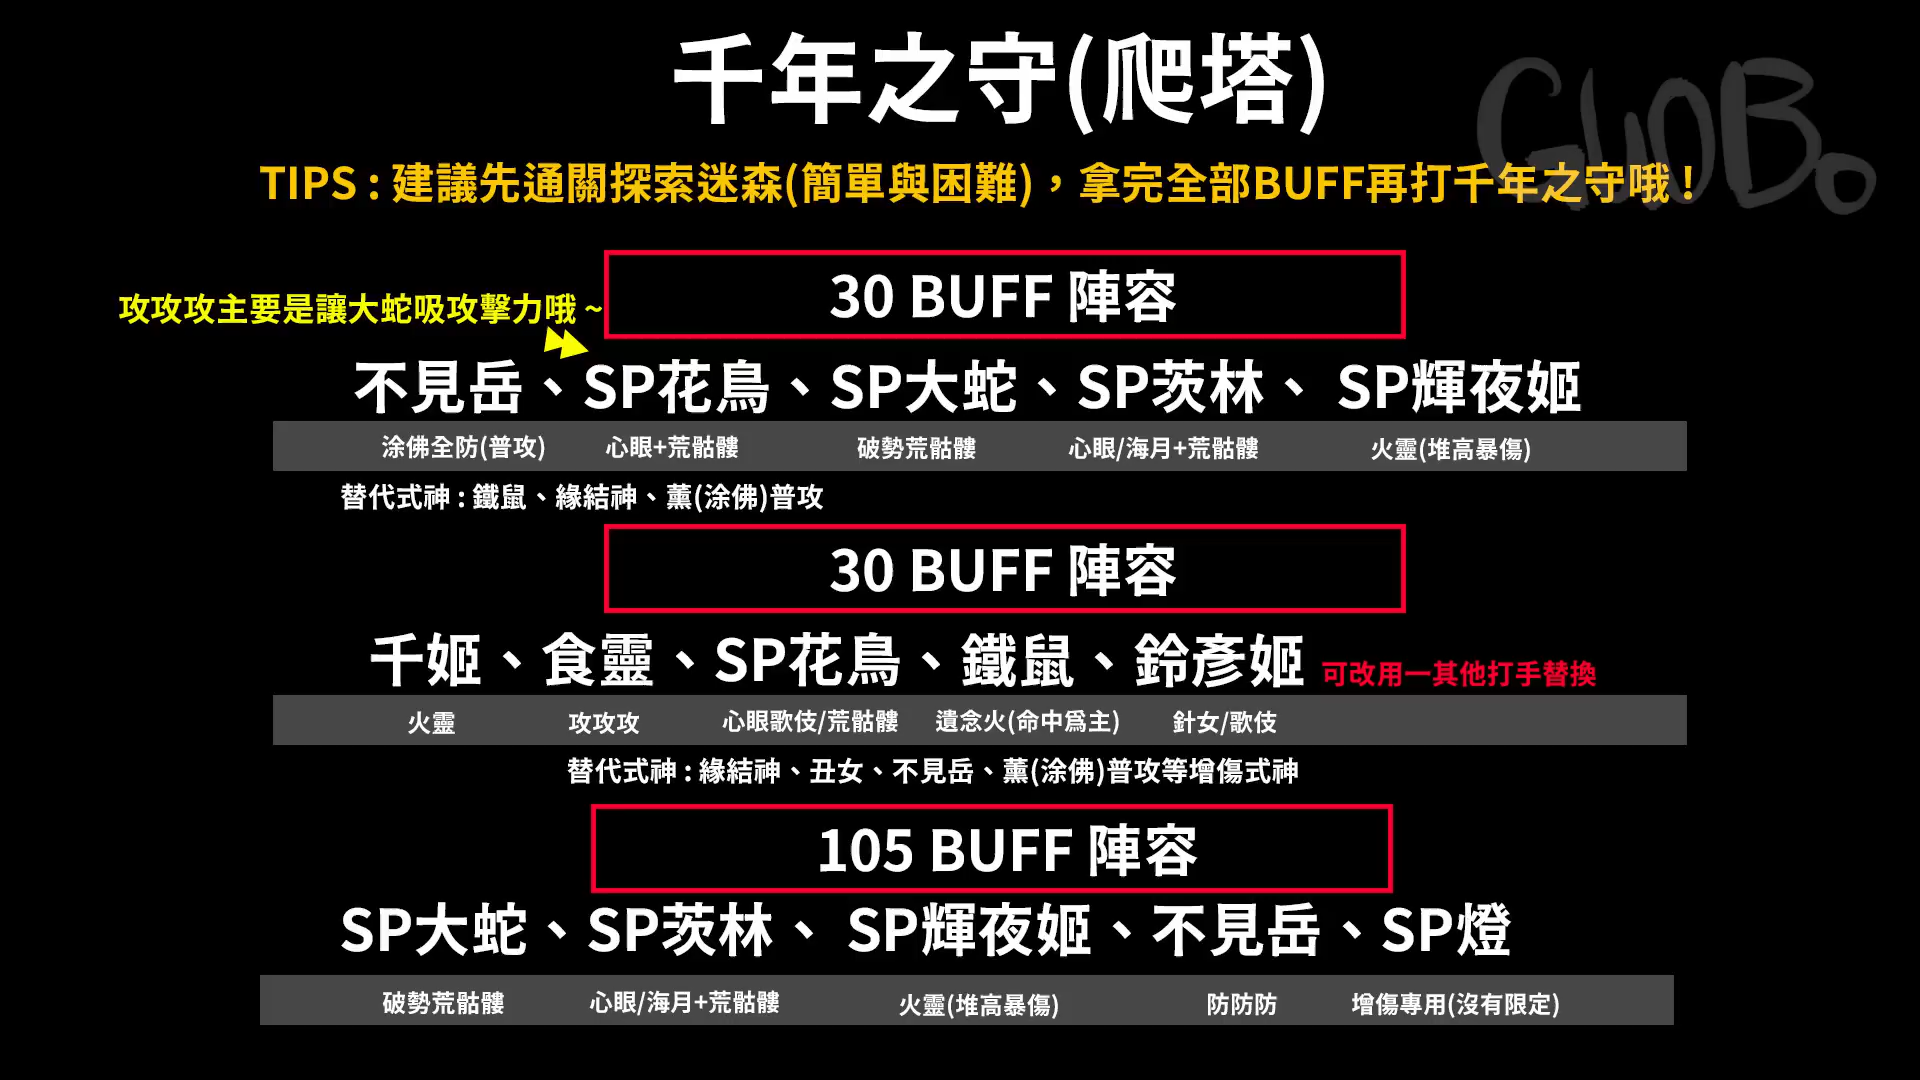 千年之守(爬塔)
GLOB。
TIPS : 建議先通關探索迷森(簡單與困難)，拿完全部BUFF再打千年之守哦 !
30 BUFF 陣容
攻攻攻主要是讓大蛇吸攻擊力哦 ~
不見岳、SP花鳥、SP大蛇、SP茨林、 SP輝夜姬
涂佛全防(普攻) 心眼+荒骷髏 破勢荒骷髏 心眼/海月+荒骷髏 火靈(堆高暴傷)
替代式神 : 鐵鼠、緣結神、薰(涂佛)普攻
30 BUFF 陣容
千姬、食靈、SP花鳥、鐵鼠、鈴彥姬 可改用一其他打手替換
火靈 攻攻攻 心眼歌伎/荒骷髏 遺念火(命中爲主) 針女/歌伎
替代式神 : 緣結神、丑女、不見岳、薰(涂佛)普攻等增傷式神
105 BUFF 陣容
SP大蛇、SP茨林、 SP輝夜姬、不見岳、SP燈
破勢荒骷髏 心眼/海月+荒骷髏 火靈(堆高暴傷) 防防防 增傷專用(沒有限定)